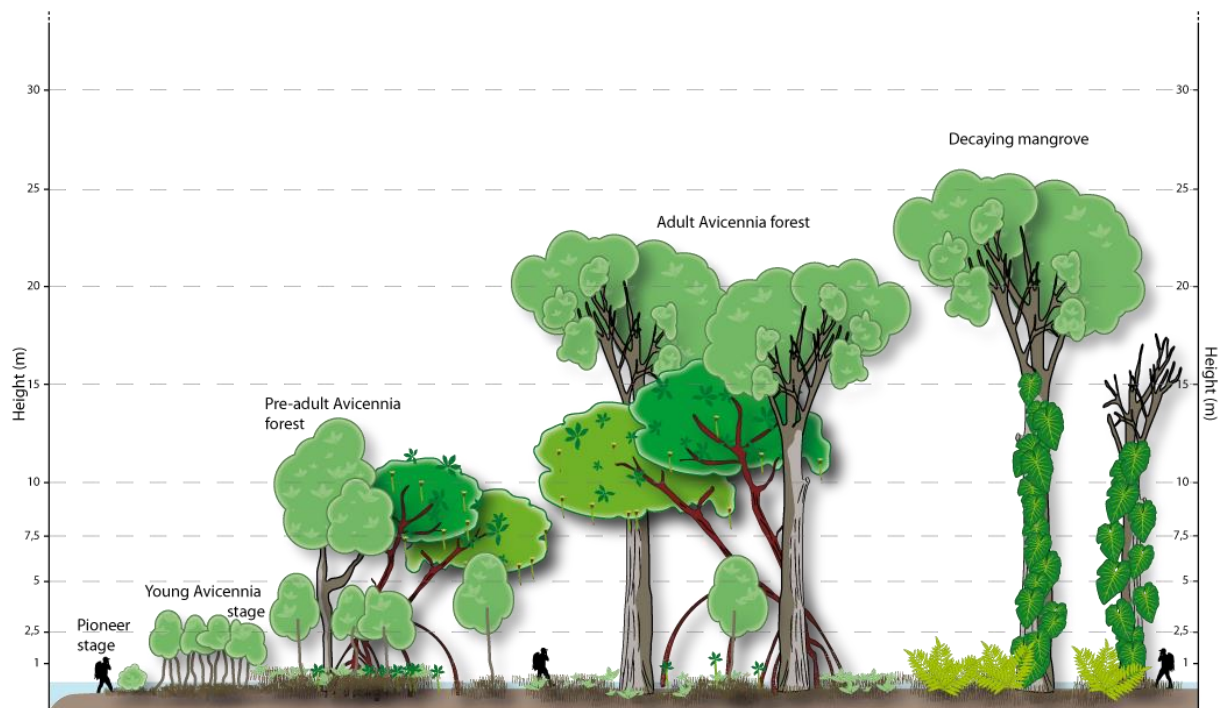 30
25
20
15
10
7,5
5
2,5
1
Height (m)
Pioneer
stage
Young Avicennia
stage
Pre-adult Avicennia
forest
Adult Avicennia forest
Decaying mangrove
30
25
20
15
10
7,5
5
2,5
1
Height (m)